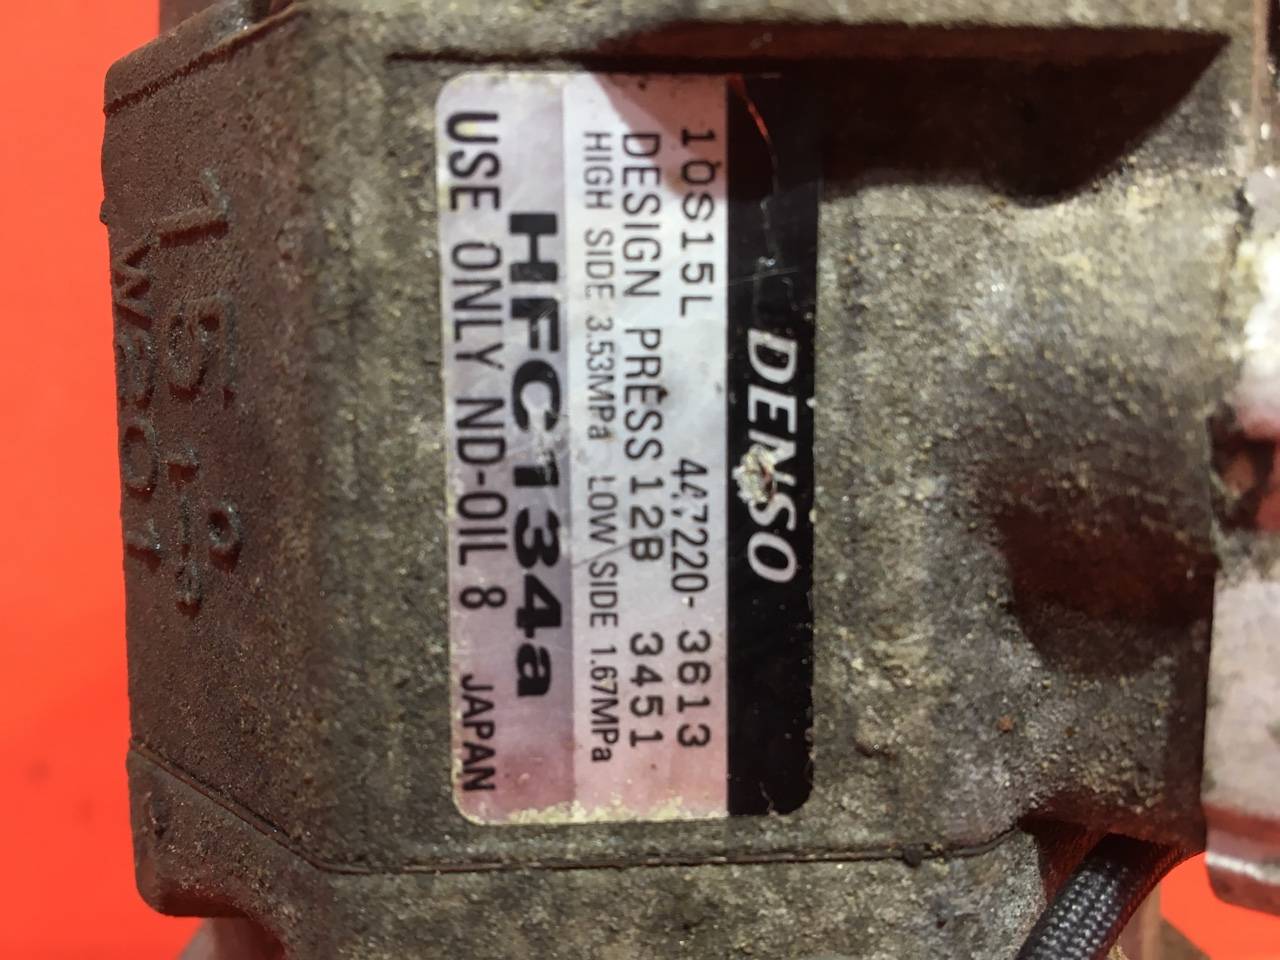 DENSO
10S15L 447220-3613
DESIGN PRESS 12B 3451
HIGH SIDE 3.53MPa LOW SIDE 1.67MPa
HFC134a
USE ONLY ND-OIL 8 JAPAN
W201